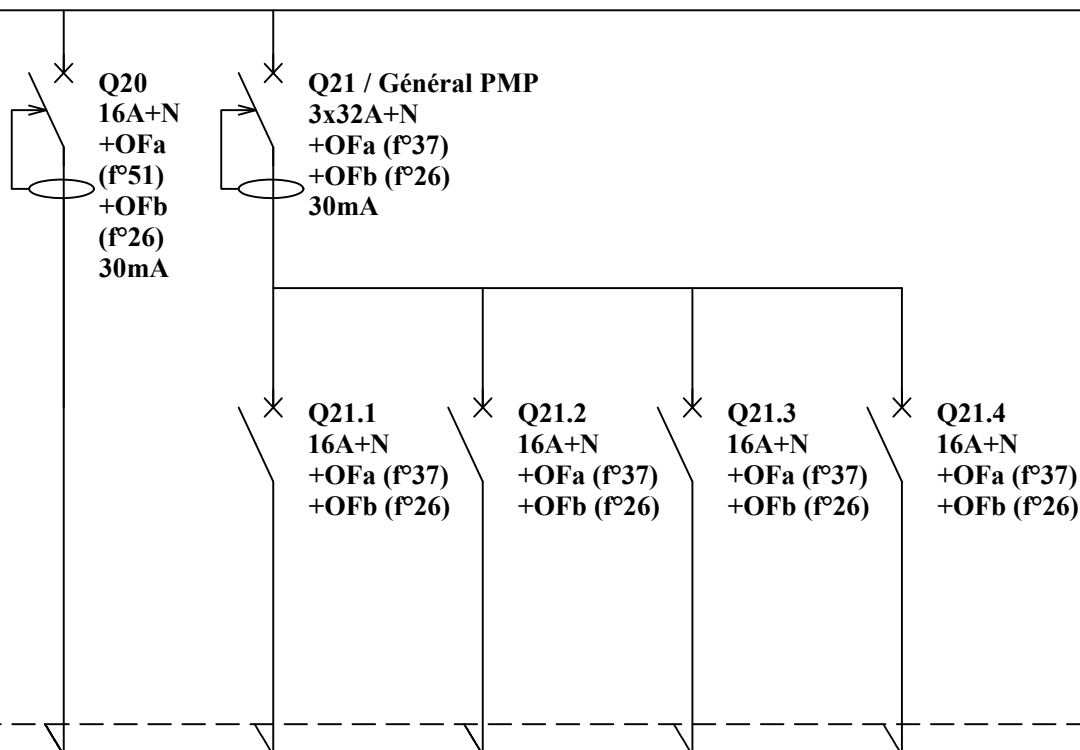 Q20
16A+N
+OFa
(f°51)
+OFb
(f°26)
30mA
Q21 / Général PMP
3x32A+N
+OFa (f°37)
+OFb (f°26)
30mA
Q21.1
16A+N
+OFa (f°37)
+OFb (f°26)
Q21.2
16A+N
+OFa (f°37)
+OFb (f°26)
Q21.3
16A+N
+OFa (f°37)
+OFb (f°26)
Q21.4
16A+N
+OFa (f°37)
+OFb (f°26)